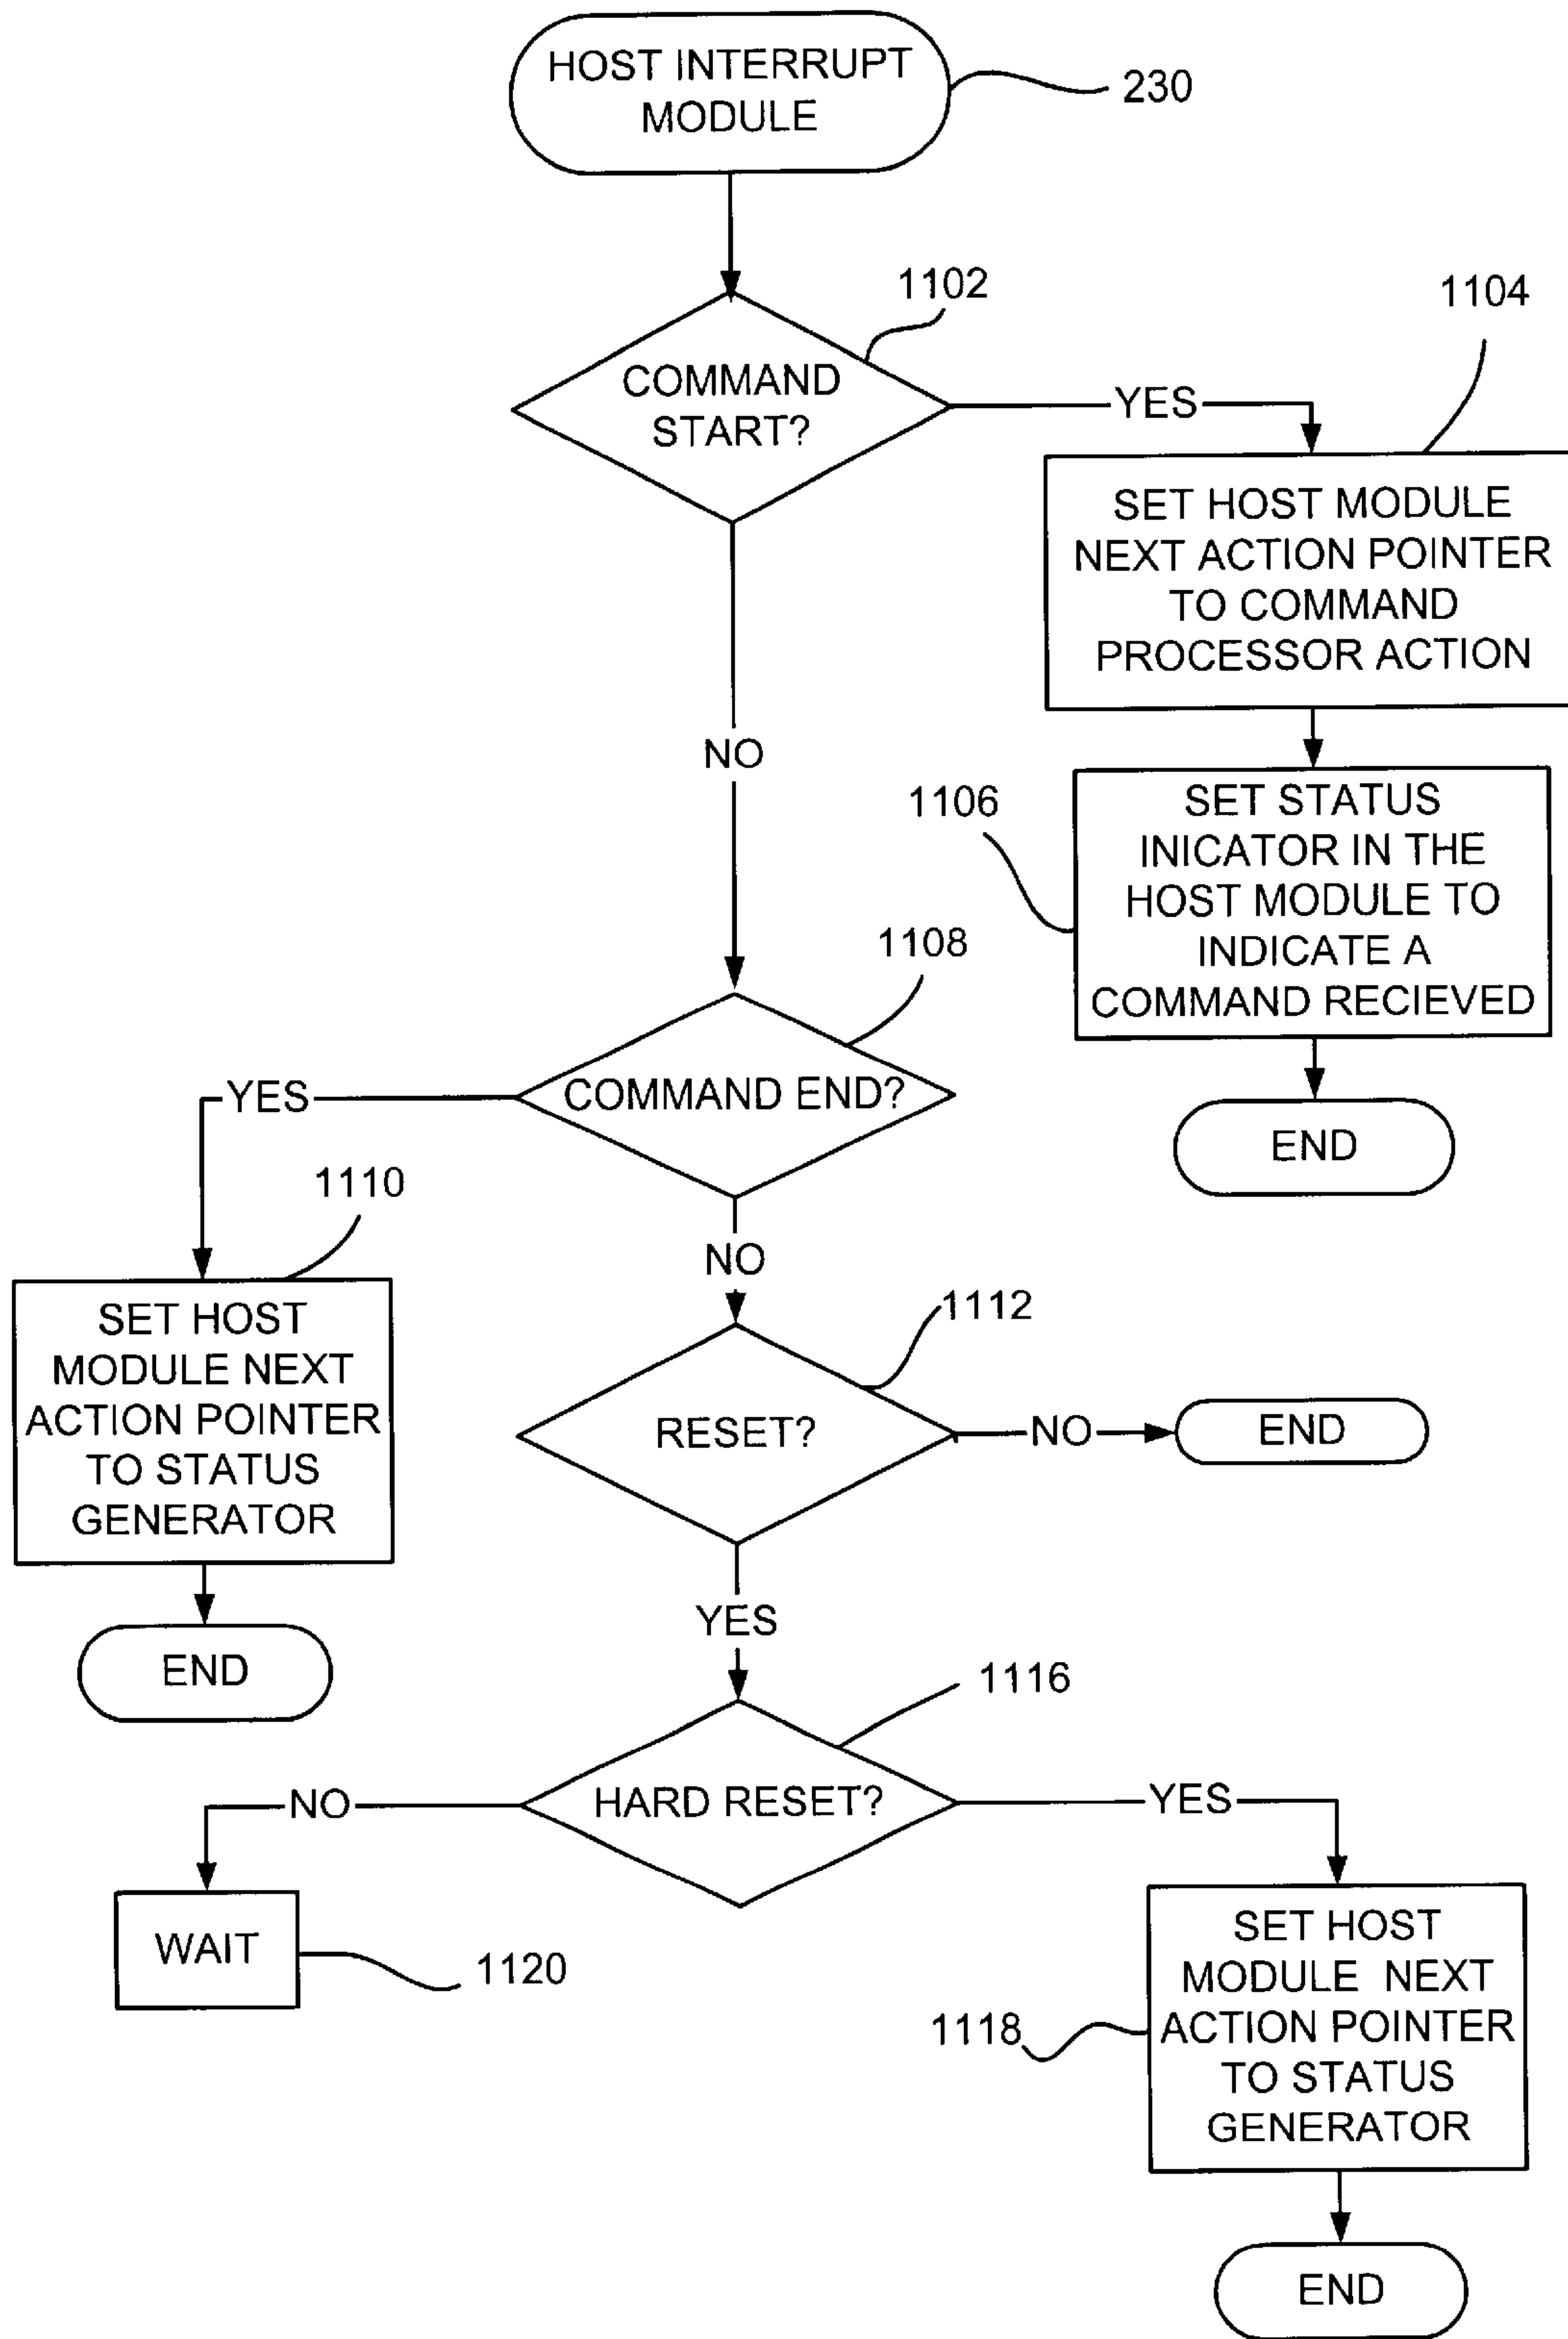 HOST INTERRUPT
MODULE
230
1102
COMMAND
START?
YES
1104
SET HOST MODULE
NEXT ACTION POINTER
TO COMMAND
PROCESSOR ACTION
NO
1106
SET STATUS
INICATOR IN THE
HOST MODULE TO
INDICATE A
COMMAND RECIEVED
END
1108
COMMAND END?
YES
1110
SET HOST
MODULE NEXT
ACTION POINTER
TO STATUS
GENERATOR
END
NO
1112
RESET?
NO
END
YES
1116
HARD RESET?
NO
WAIT
1120
YES
1118
SET HOST
MODULE NEXT
ACTION POINTER
TO STATUS
GENERATOR
END